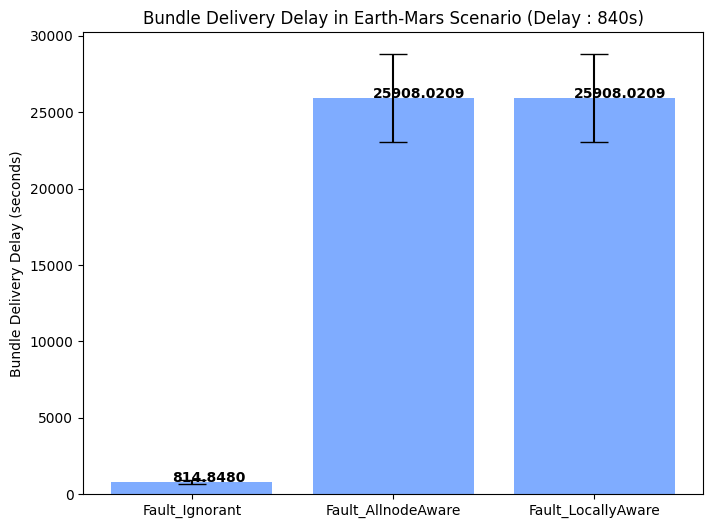 Bundle Delivery Delay in Earth-Mars Scenario (Delay : 840s)
Bundle Delivery Delay (seconds)
30000
25000
20000
15000
10000
5000
0
814.8480
25908.0209
25908.0209
Fault_Ignorant
Fault_AllnodeAware
Fault_LocallyAware